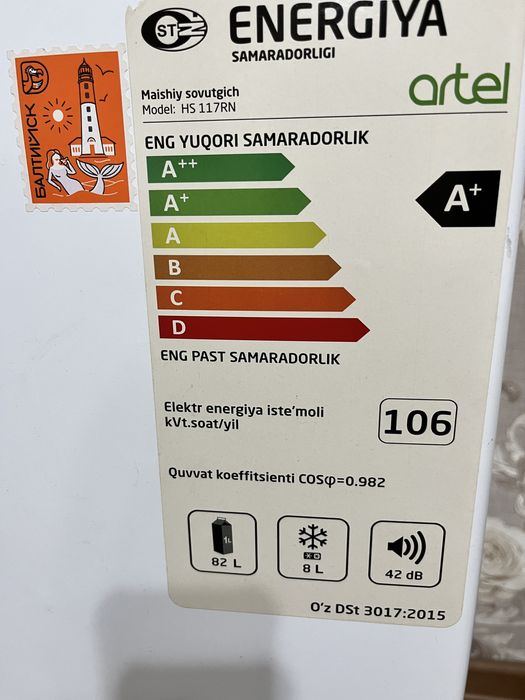 ENERGIYA
SAMARADORLIGI
ST
Maishiy sovutgich
Model: HS 117RN
artel
БАЛТИЙСК
ENG YUQORI SAMARADORLIK
A++
A+
A+
A
B
C
D
ENG PAST SAMARADORLIK
Elektr energiya iste'moli
kVt.soat/yil
106
Quvvat koeffitsienti COSφ=0.982
1L
82 L
8 L
42 dB
O'z DSt 3017:2015